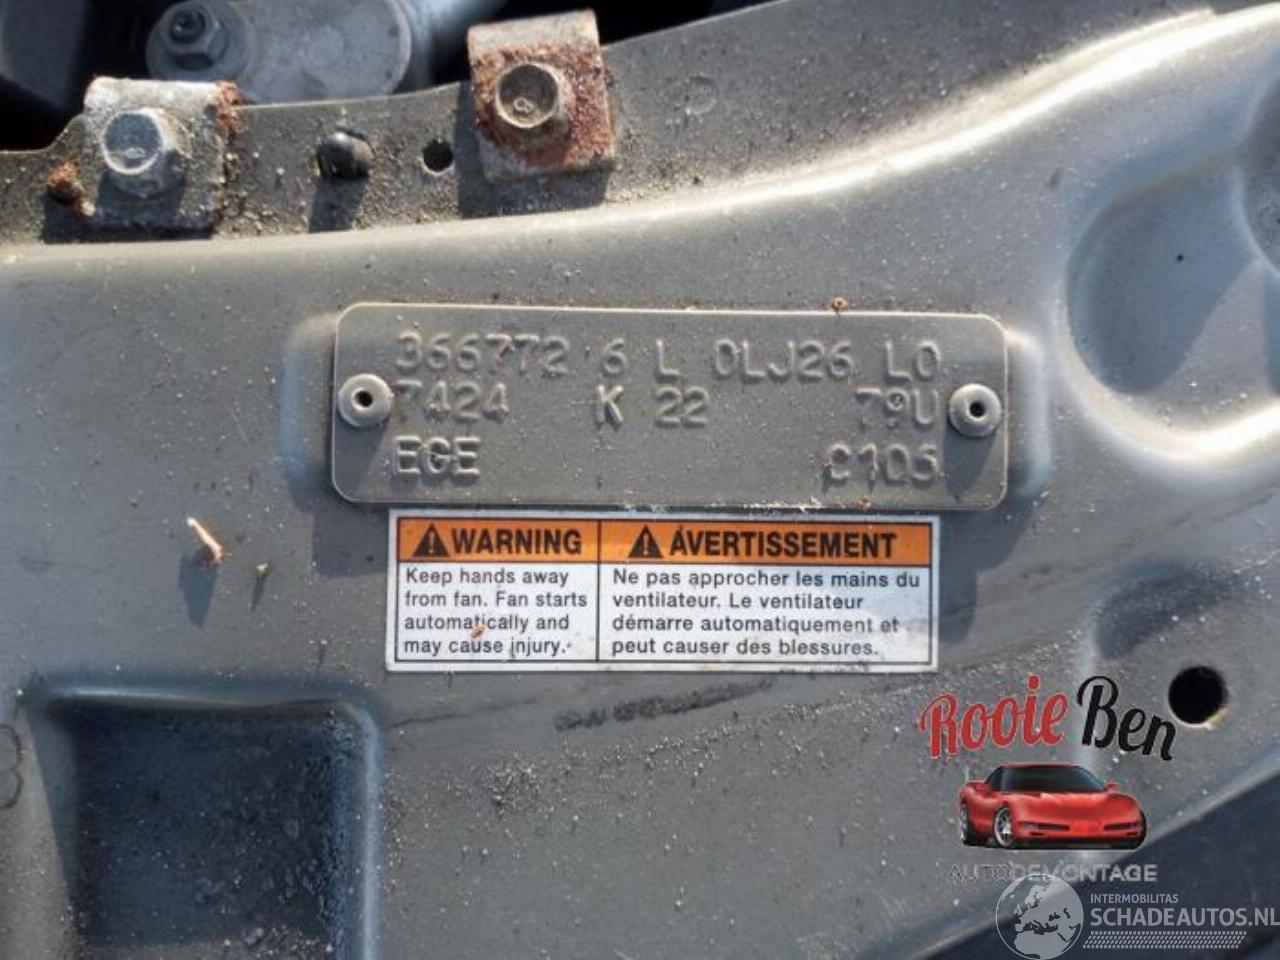 366772 6 L 0LJ26 L0
7424 K 22 79U
EGE C105
WARNING
Keep hands away
from fan. Fan starts
automatically and
may cause injury.
AVERTISSEMENT
Ne pas approcher les mains du
ventilateur. Le ventilateur
démarre automatiquement et
peut causer des blessures.
Rooie Ben
AUTODEMONTAGE
INTERMOBILITAS
SCHADEAUTOS.NL